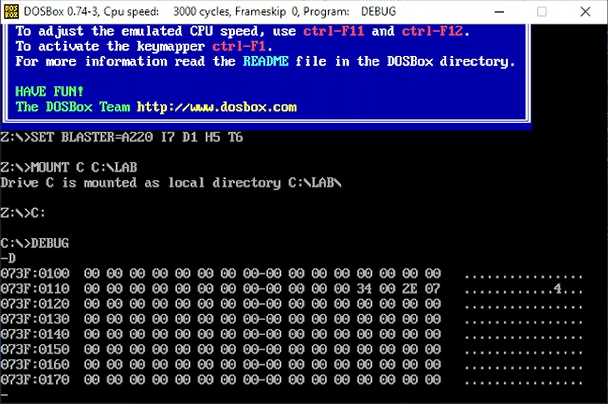 DOSBox 0.74-3, Cpu speed: 3000 cycles, Frameskip 0, Program: DEBUG
To adjust the emulated CPU speed, use ctrl-F11 and ctrl-F12.
To activate the keymapper ctrl-F1.
For more information read the README file in the DOSBox directory.
HAVE FUN!
The DOSBox Team http://www.dosbox.com
Z:\>SET BLASTER=A220 I7 D1 H5 T6
Z:\>MOUNT C C:\LAB
Drive C is mounted as local directory C:\LAB\
Z:\>C:
C:\>DEBUG
-D
073F:0100 00 00 00 00 00 00 00 00-00 00 00 00 00 00 00 00 ................
073F:0110 00 00 00 00 00 00 00 00-00 00 00 00 34 00 2E 07 ............4...
073F:0120 00 00 00 00 00 00 00 00-00 00 00 00 00 00 00 00 ................
073F:0130 00 00 00 00 00 00 00 00-00 00 00 00 00 00 00 00 ................
073F:0140 00 00 00 00 00 00 00 00-00 00 00 00 00 00 00 00 ................
073F:0150 00 00 00 00 00 00 00 00-00 00 00 00 00 00 00 00 ................
073F:0160 00 00 00 00 00 00 00 00-00 00 00 00 00 00 00 00 ................
073F:0170 00 00 00 00 00 00 00 00-00 00 00 00 00 00 00 00 ................
-